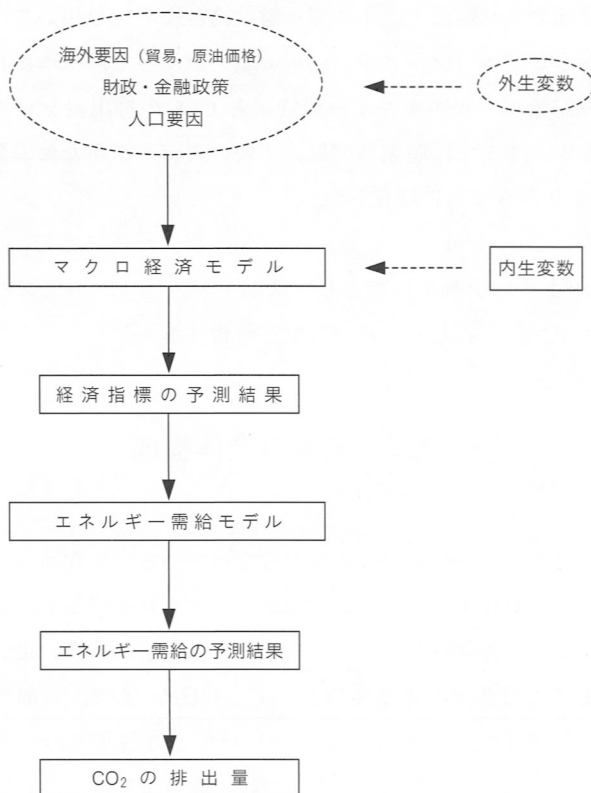 海外要因(貿易,原油価格)
財政・金融政策
人口要因
外生変数
マクロ経済モデル
内生変数
経済指標の予測結果
エネルギー需給モデル
エネルギー需給の予測結果
CO₂の排出量